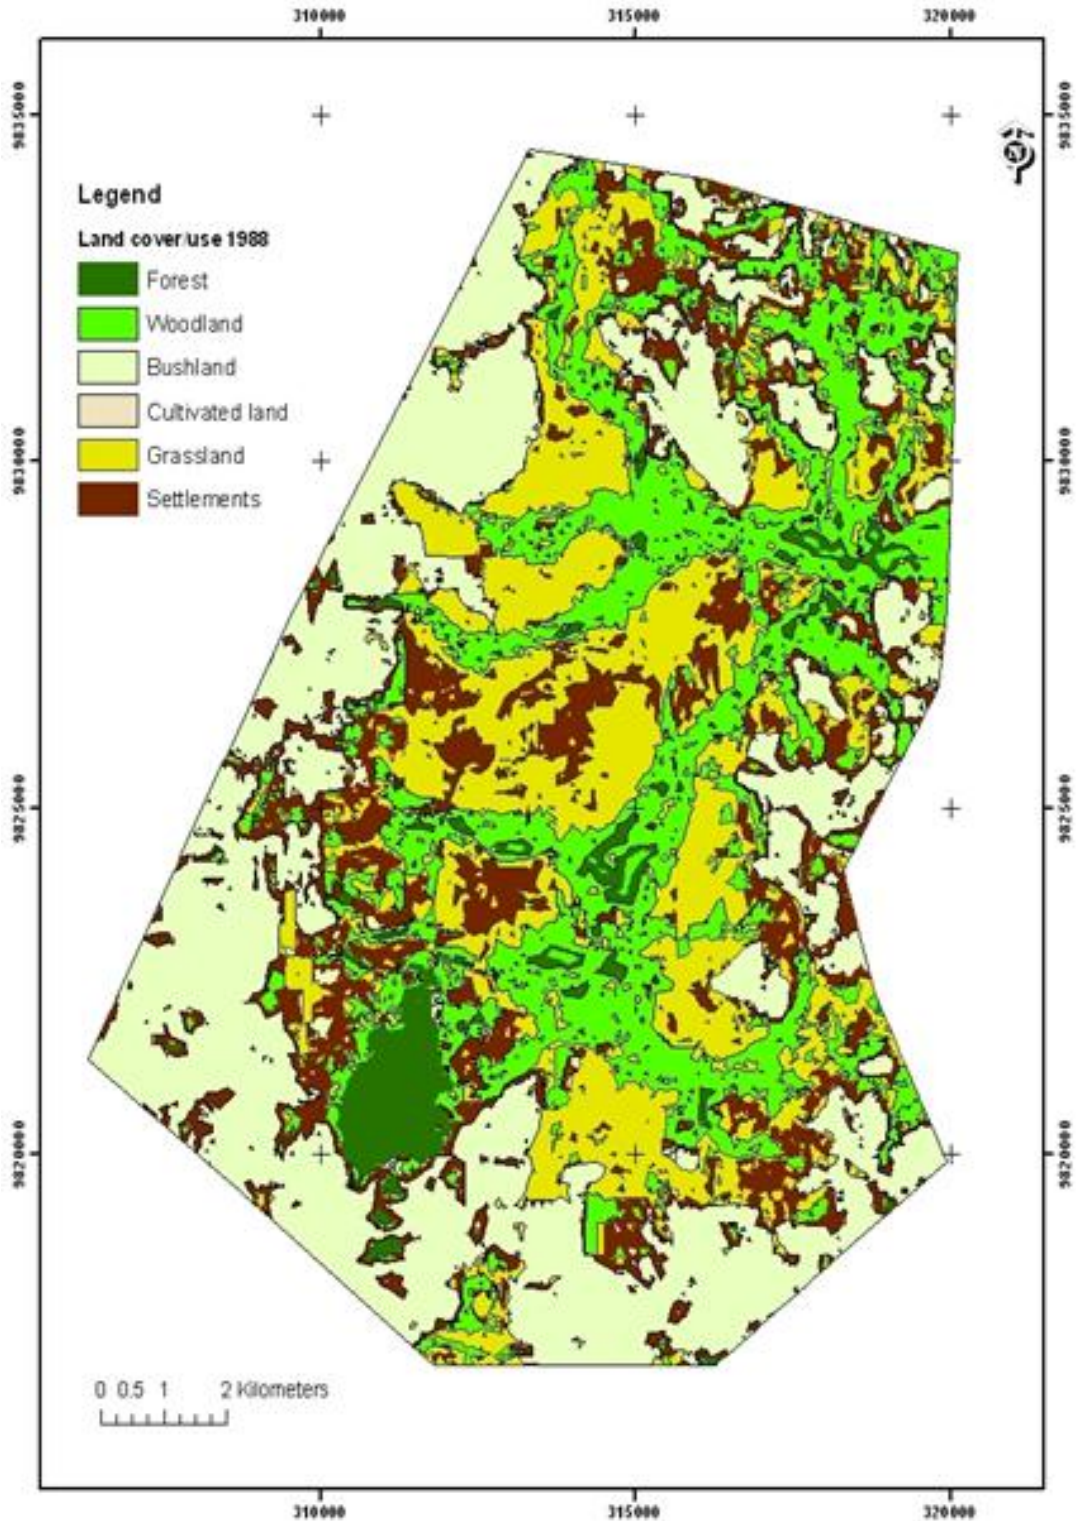 310000 315000 320000
9835000 9835000
Legend
Land cover/use 1988
Forest
Woodland
Bushland
Cultivated land
Grassland
Settlements
9830000 9830000
9825000 9825000
9820000 9820000
0 0.5 1 2 Kilometers
310000 315000 320000